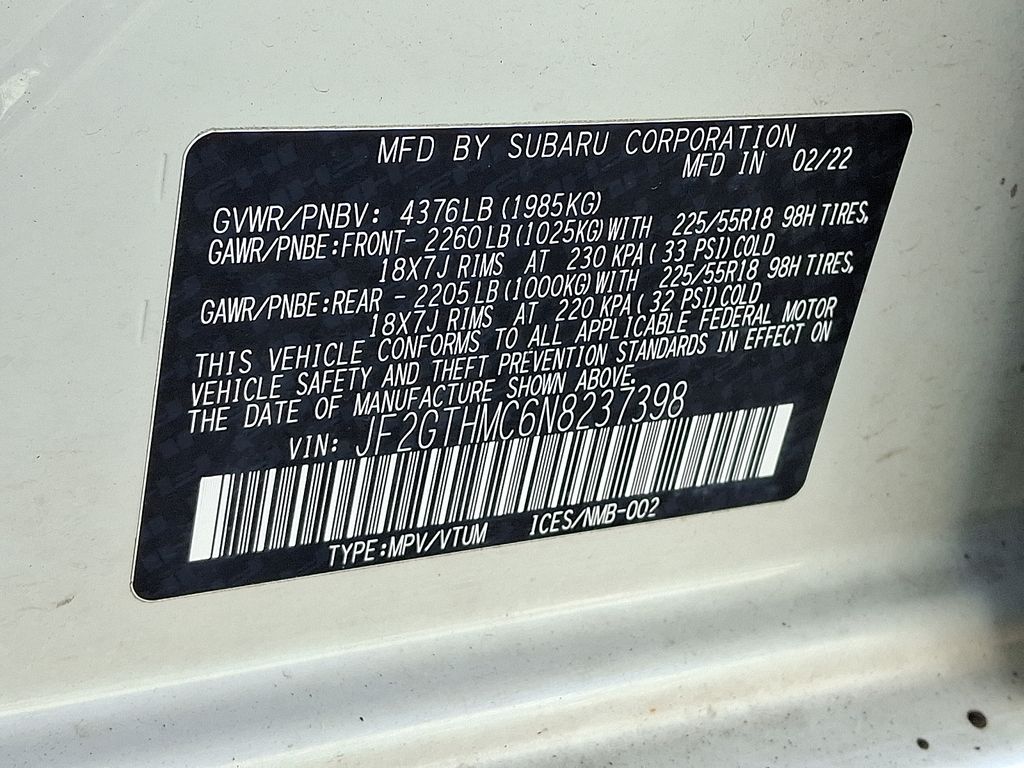 MFD BY SUBARU CORPORATION
MFD IN 02/22
GVWR/PNBV: 4376LB (1985KG)
GAWR/PNBE:FRONT- 2260 LB (1025KG) WITH 225/55R18 98H TIRES,
18X7J RIMS AT 230 KPA ( 33 PSI) COLD
GAWR/PNBE:REAR - 2205 LB (1000KG) WITH 225/55R18 98H TIRES,
18X7J RIMS AT 220 KPA ( 32 PSI) COLD
THIS VEHICLE CONFORMS TO ALL APPLICABLE FEDERAL MOTOR
VEHICLE SAFETY AND THEFT PREVENTION STANDARDS IN EFFECT ON
THE DATE OF MANUFACTURE SHOWN ABOVE.
VIN: JF2GTHMC6N8237398
TYPE:MPV/VTUM ICES/NMB-002